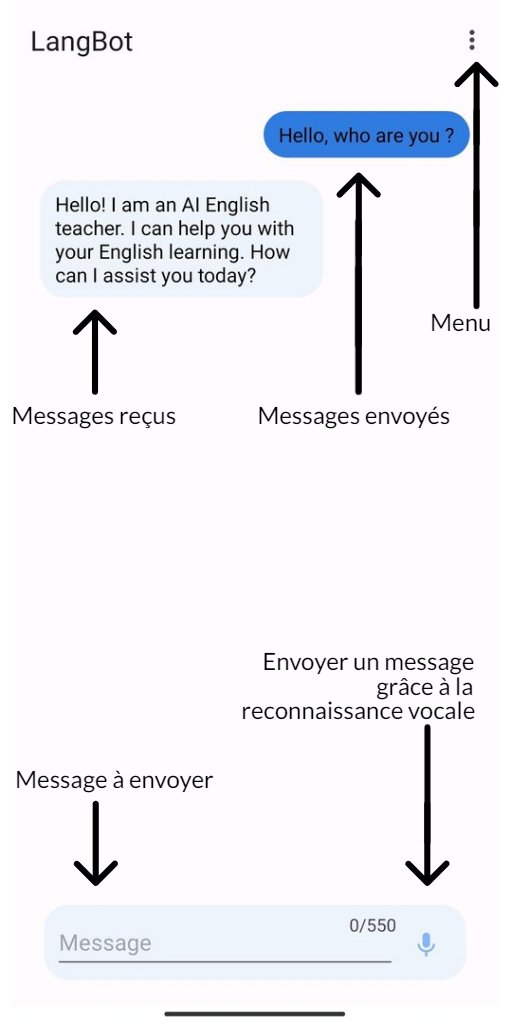 LangBot
Hello, who are you ?
Hello! I am an AI English
teacher. I can help you with
your English learning. How
can I assist you today?
Menu
Messages reçus
Messages envoyés
Envoyer un message
grâce à la
reconnaissance vocale
Message à envoyer
0/550
Message